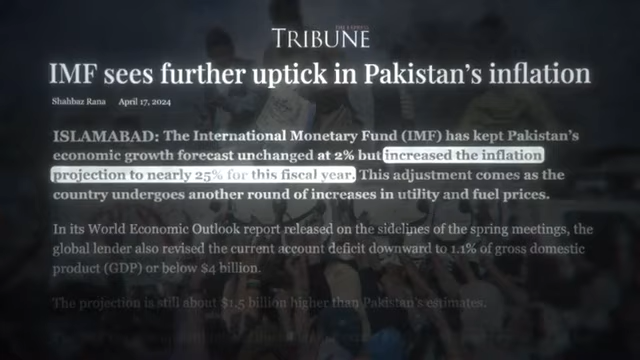 THE EXPRESS
TRIBUNE
IMF sees further uptick in Pakistan's inflation
Shahbaz Rana April 17, 2024
ISLAMABAD: The International Monetary Fund (IMF) has kept Pakistan's
economic growth forecast unchanged at 2% but increased the inflation
projection to nearly 25% for this fiscal year. This adjustment comes as the
country undergoes another round of increases in utility and fuel prices.
In its World Economic Outlook report released on the sidelines of the spring meetings, the
global lender also revised the current account deficit downward to 1.1% of gross domestic
product (GDP) or below $4 billion.
The projection is still about $1.5 billion higher than Pakistan's estimates.